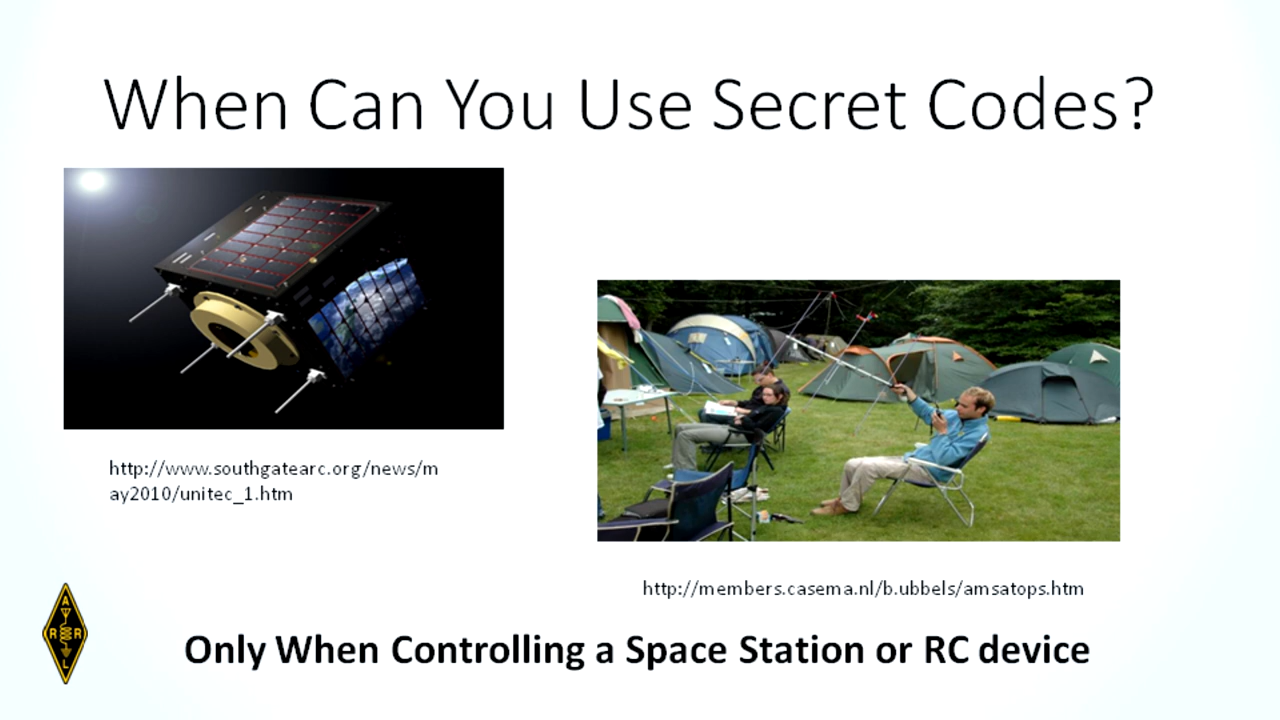 When Can You Use Secret Codes?
http://www.southgatearc.org/news/m
ay2010/unitec_1.htm
http://members.casema.nl/b.ubbels/amsatops.htm
A
R R
L
Only When Controlling a Space Station or RC device